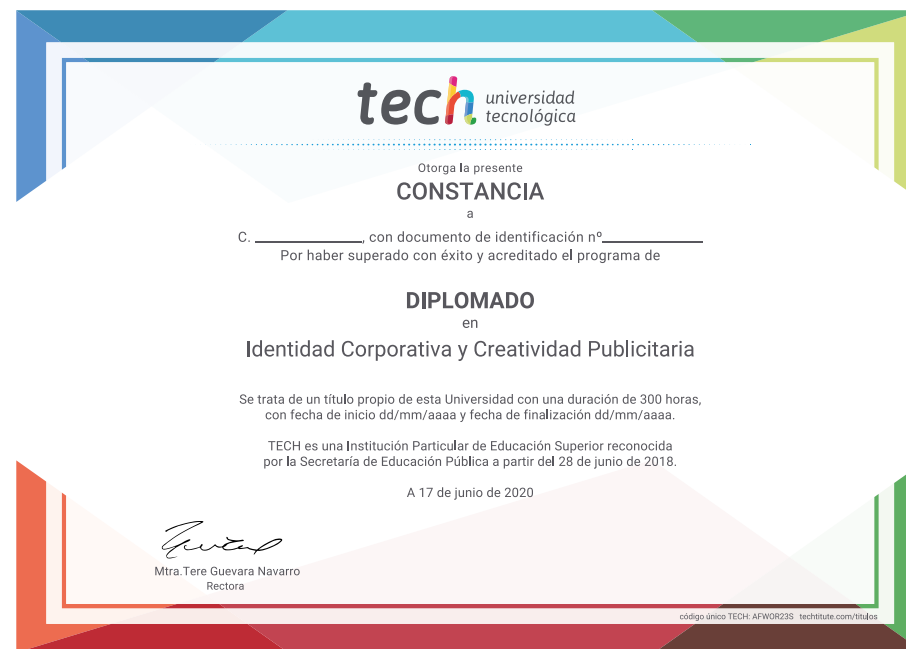 tech universidad
tecnológica
Otorga la presente
CONSTANCIA
a
C. ____________, con documento de identificación nº____________
Por haber superado con éxito y acreditado el programa de
DIPLOMADO
en
Identidad Corporativa y Creatividad Publicitaria
Se trata de un título propio de esta Universidad con una duración de 300 horas,
con fecha de inicio dd/mm/aaaa y fecha de finalización dd/mm/aaaa.
TECH es una Institución Particular de Educación Superior reconocida
por la Secretaría de Educación Pública a partir del 28 de junio de 2018.
A 17 de junio de 2020
Mtra.Tere Guevara Navarro
Rectora
código único TECH: AFWOR23S techtitute.com/titulos